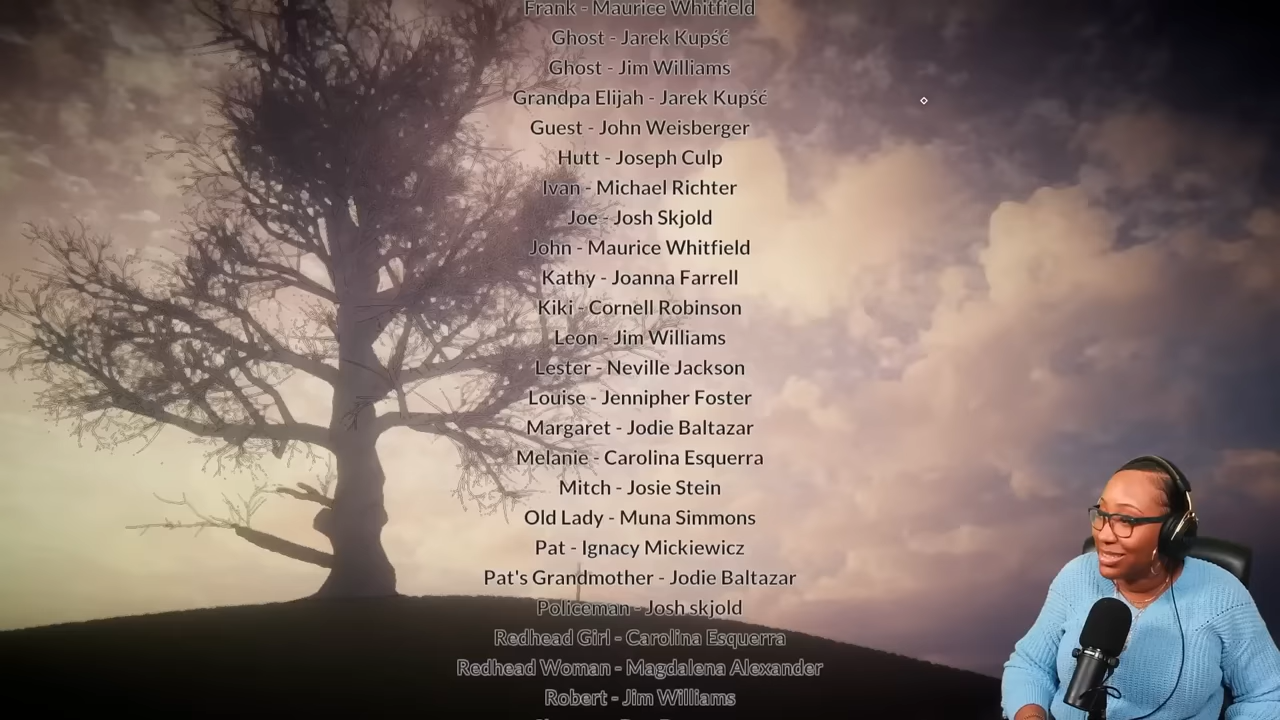 Frank - Maurice Whitfield
Ghost - Jarek Kupść
Ghost - Jim Williams
Grandpa Elijah - Jarek Kupść
Guest - John Weisberger
Hutt - Joseph Culp
Ivan - Michael Richter
Joe - Josh Skjold
John - Maurice Whitfield
Kathy - Joanna Farrell
Kiki - Cornell Robinson
Leon - Jim Williams
Lester - Neville Jackson
Louise - Jennipher Foster
Margaret - Jodie Baltazar
Melanie - Carolina Esquerra
Mitch - Josie Stein
Old Lady - Muna Simmons
Pat - Ignacy Mickiewicz
Pat's Grandmother - Jodie Baltazar
Policeman - Josh skjold
Redhead Girl - Carolina Esquerra
Redhead Woman - Magdalena Alexander
Robert - Jim Williams